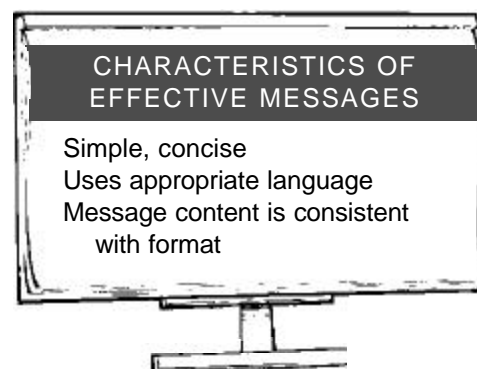 CHARACTERISTICS OF
EFFECTIVE MESSAGES
Simple, concise
Uses appropriate language
Message content is consistent
with format